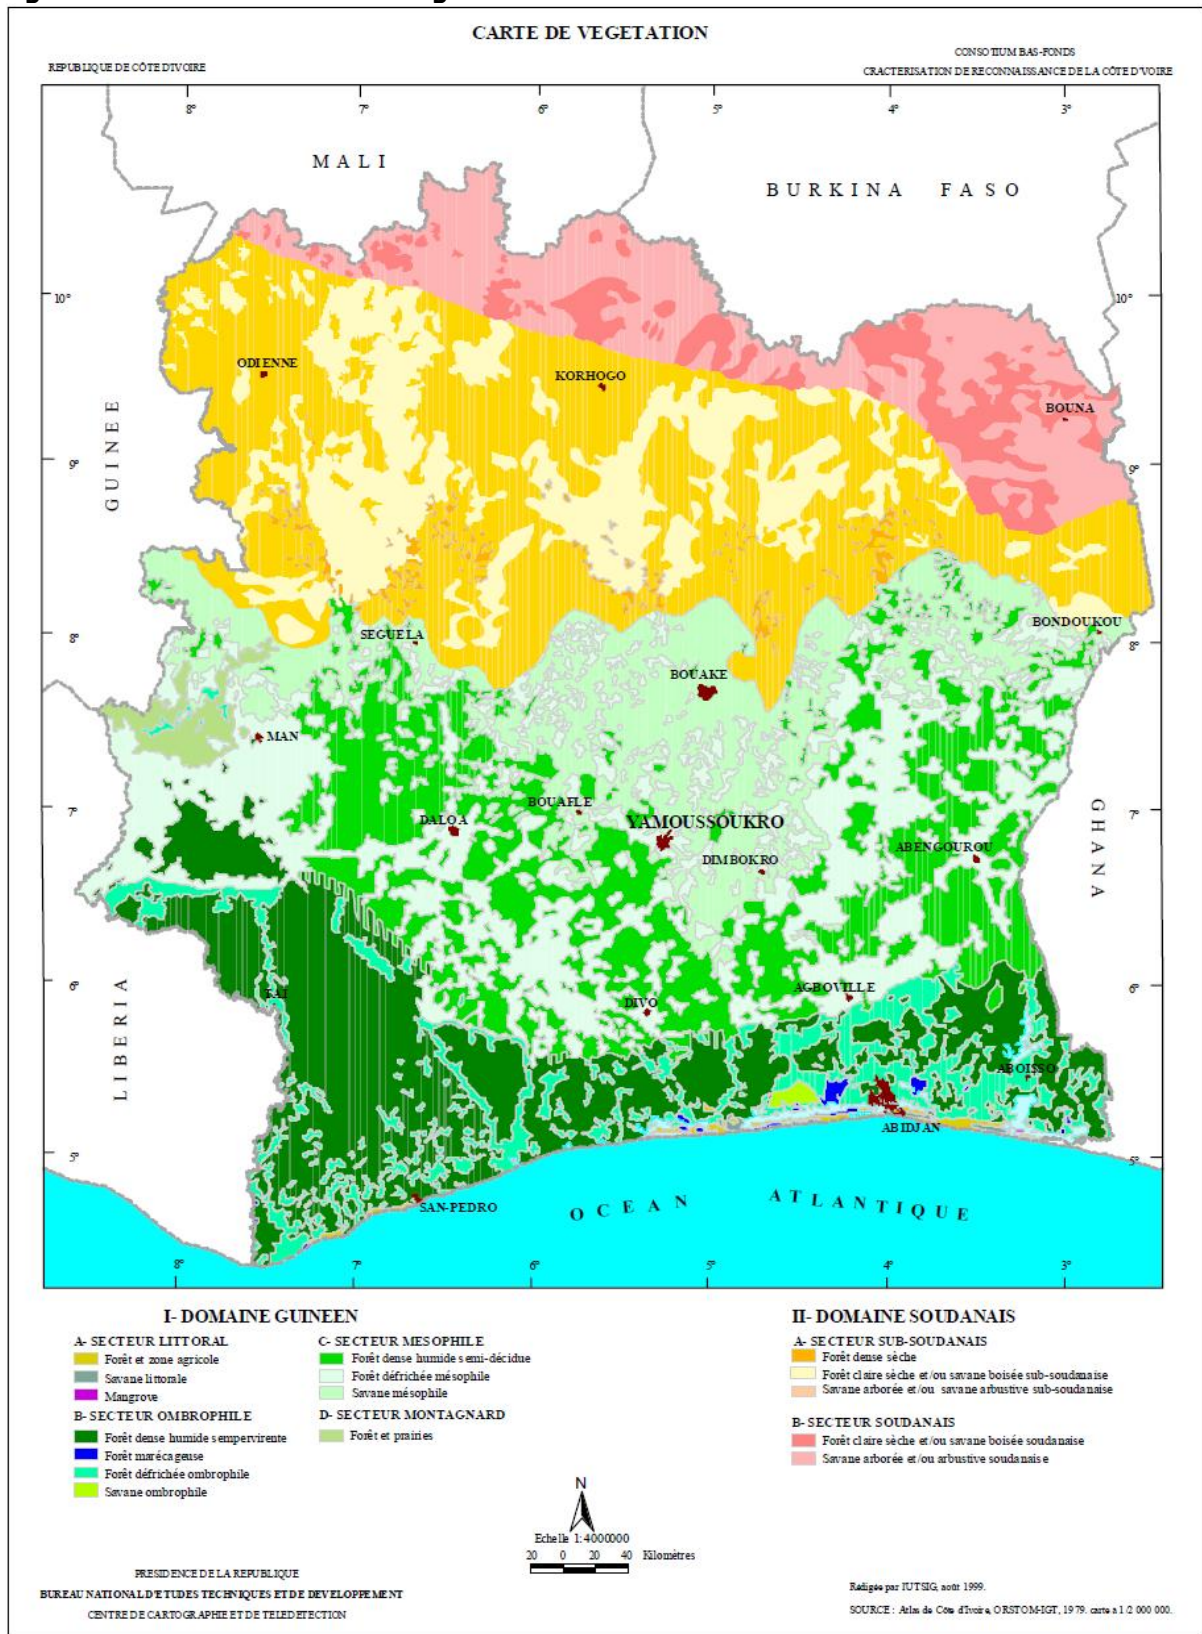 CARTE DE VEGETATION
REPUBLIQUE DE CÔTE D'IVOIRE
CONSOTIUM BAS-FONDS
CRACTERISATION DE RECONNAISSANCE DE LA CÔTE D'VOIRE
8° 7° 6° 5° 4° 3°
MALI
BURKINA FASO
10° 10°
ODIENNE
KORHOGO
BOUNA
GUINEE
9° 9°
SEGUELA
BONDOUKOU
8° 8°
BOUAKE
MAN
BOUAFLE
7° 7°
DALOA
YAMOUSSOUKRO
ABENGOUROU
DIMBOKRO
GHANA
6° 6°
TAI
DIVO
AGBOVILLE
LIBERIA
ABOISSO
ABIDJAN
5° 5°
SAN-PEDRO
OCEAN ATLANTIQUE
8° 7° 6° 5° 4° 3°
I- DOMAINE GUINEEN
A- SECTEUR LITTORAL
Forêt et zone agricole
Savane littorale
Mangrove
B- SECTEUR OMBROPHILE
Forêt dense humide sempervirente
Forêt marécageuse
Forêt défrichée ombrophile
Savane ombrophile
C- SECTEUR MESOPHILE
Forêt dense humide semi-décidue
Forêt défrichée mésophile
Savane mésophile
D- SECTEUR MONTAGNARD
Forêt et prairies
II- DOMAINE SOUDANAIS
A- SECTEUR SUB-SOUDANAIS
Forêt dense sèche
Forêt claire sèche et/ou savane boisée sub-soudanaise
Savane arborée et/ou savane arbustive sub-soudanaise
B- SECTEUR SOUDANAIS
Forêt claire sèche et/ou savane boisée soudanaise
Savane arborée et/ou arbustive soudanaise
N
Echelle 1:4000000
20 0 20 40 Kilomètres
PRESIDENCE DE LA REPUBLIQUE
BUREAU NATIONAL D'ETUDES TECHNIQUES ET DE DEVELOPPEMENT
CENTRE DE CARTOGRAPHIE ET DE TELEDETECTION
Rédigée par IUTSIG, août 1999.
SOURCE : Atlas de Côte d'Ivoire, ORSTOM-IGT, 1979. carte a 1/2 000 000.